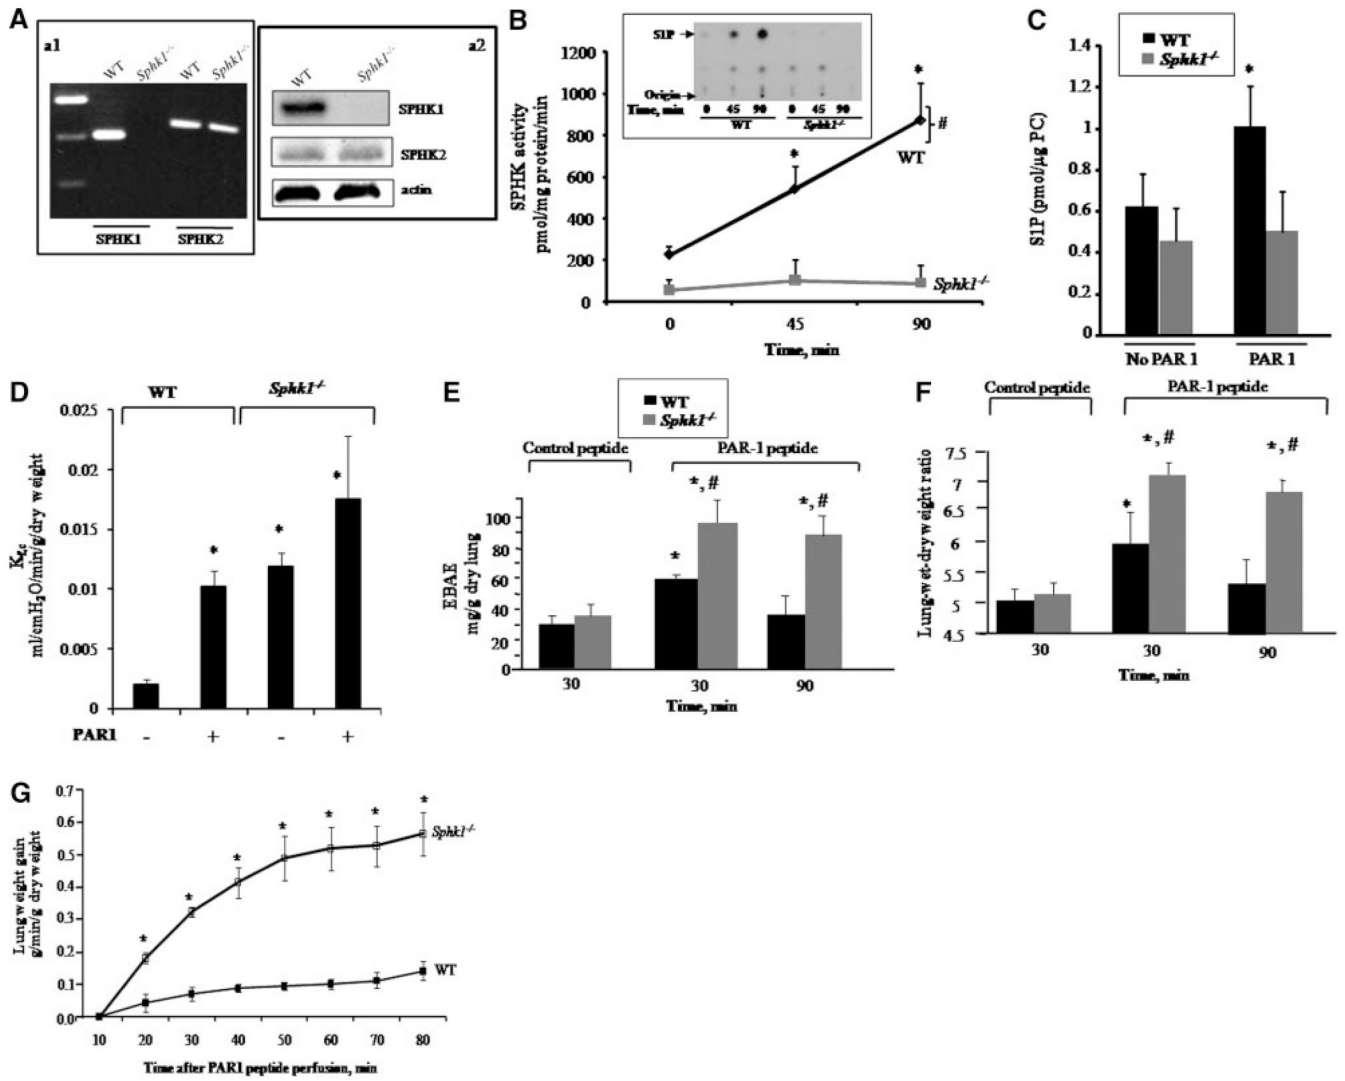 A
a1
WT
Sphk1-/-
WT
Sphk1-/-
SPHK1
SPHK2
a2
WT
Sphk1-/-
SPHK1
SPHK2
actin
B
SPHK activity
pmol/mg protein/min
1200
1000
800
600
400
200
0
S1P
Origin
Time, min 0 45 90 0 45 90
WT Sphk1-/-
*
*
#
WT
Sphk1-/-
0 45 90
Time, min
C
WT
Sphk1-/-
S1P (pmol/µg PC)
1.4
1.2
1
0.8
0.6
0.4
0.2
0
*
No PAR 1 PAR 1
D
WT Sphk1-/-
Kf,c
ml/cmH2O/min/g/dry weight
0.025
0.02
0.015
0.01
0.005
0
*
*
*
PAR1 - + - +
E
WT
Sphk1-/-
Control peptide PAR-1 peptide
EBAE
mg/g dry lung
100
80
60
40
20
0
*
*, #
*, #
30 30 90
Time, min
F
Control peptide PAR-1 peptide
Lung-wet-dry weight ratio
7.5
7
6.5
6
5.5
5
4.5
*
*, #
*, #
30 30 90
Time, min
G
Lung weight gain
g/min/g dry weight
0.7
0.6
0.5
0.4
0.3
0.2
0.1
0.0
* * * * * * *
Sphk1-/-
WT
10 20 30 40 50 60 70 80
Time after PAR1 peptide perfusion, min